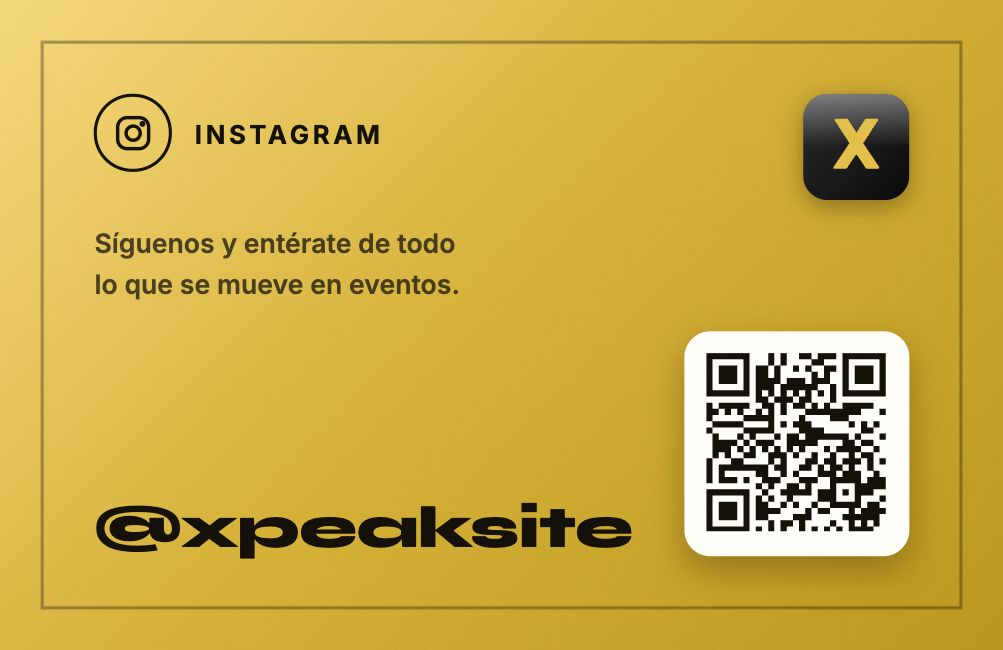 INSTAGRAM
X
Síguenos y entérate de todo
lo que se mueve en eventos.
@xpeaksite